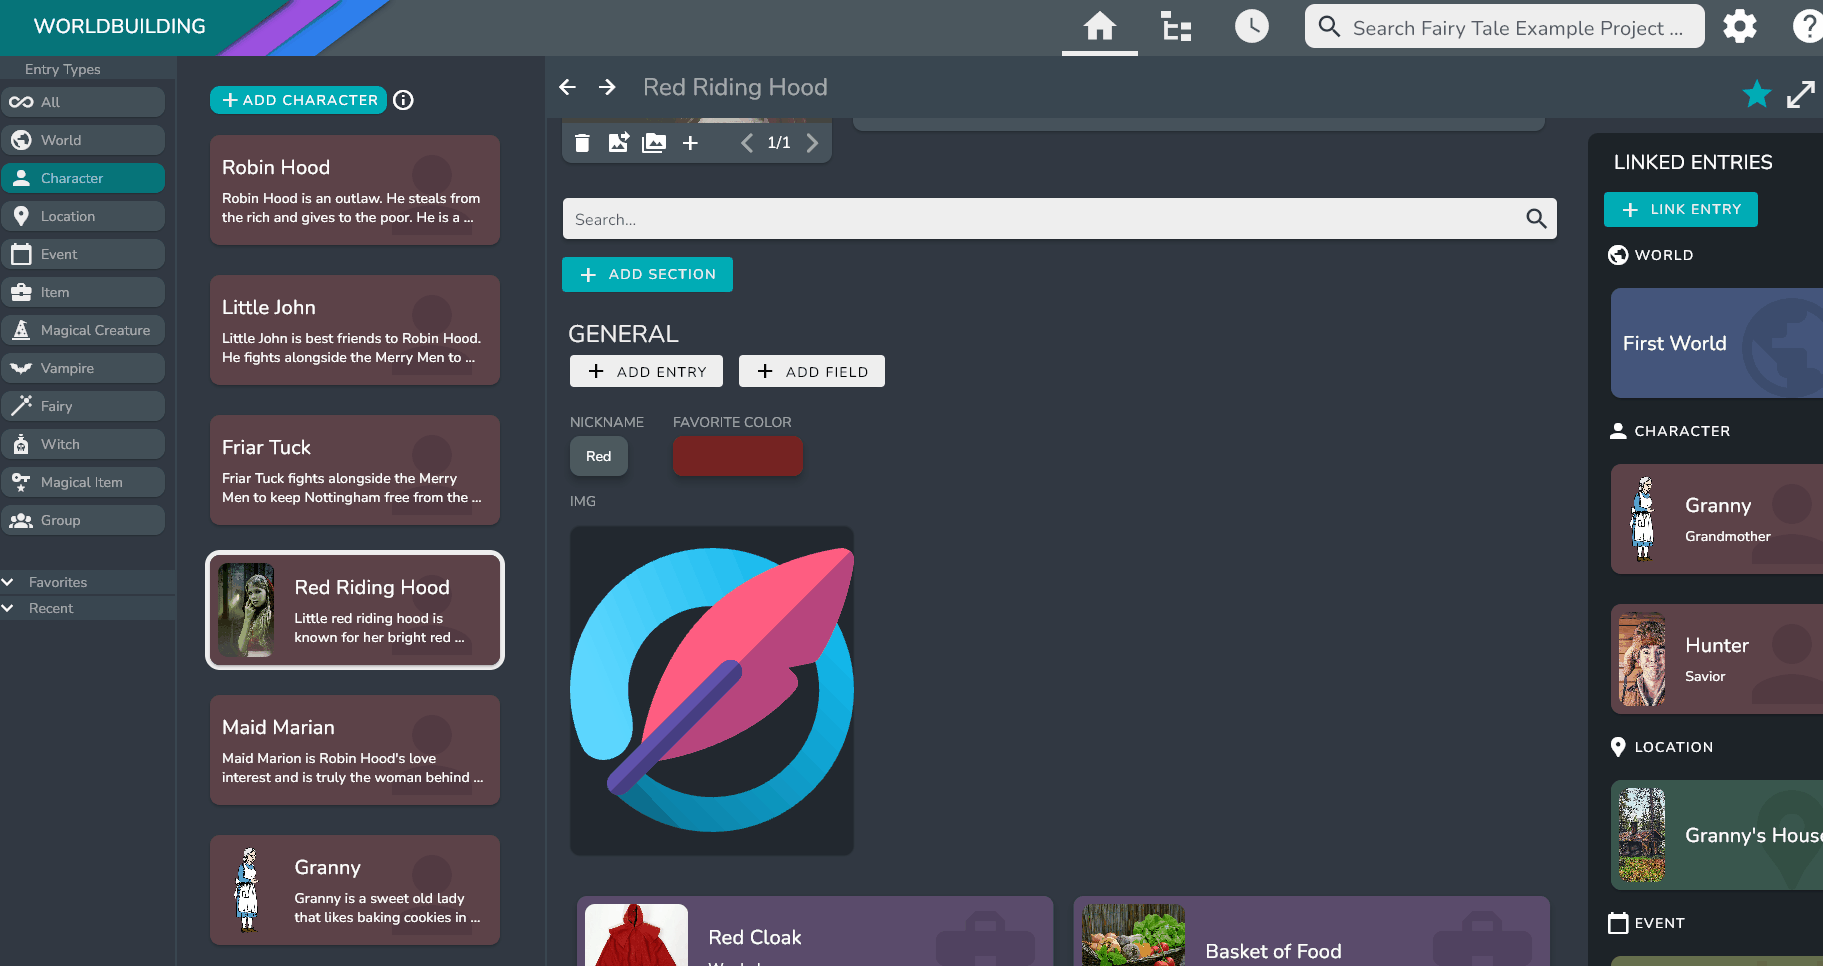 WORLDBUILDING
Search Fairy Tale Example Project ...
Entry Types
All
World
Character
Location
Event
Item
Magical Creature
Vampire
Fairy
Witch
Magical Item
Group
Favorites
Recent
ADD CHARACTER
Robin Hood
Robin Hood is an outlaw. He steals from
the rich and gives to the poor. He is a ...
Little John
Little John is best friends to Robin Hood.
He fights alongside the Merry Men to ...
Friar Tuck
Friar Tuck fights alongside the Merry
Men to keep Nottingham free from the ...
Red Riding Hood
Little red riding hood is
known for her bright red ...
Maid Marian
Maid Marion is Robin Hood's love
interest and is truly the woman behind ...
Granny
Granny is a sweet old lady
that likes baking cookies in ...
Red Riding Hood
1/1
Search...
ADD SECTION
GENERAL
ADD ENTRY ADD FIELD
NICKNAME FAVORITE COLOR
Red
IMG
Red Cloak
Basket of Food
LINKED ENTRIES
LINK ENTRY
WORLD
First World
CHARACTER
Granny
Grandmother
Hunter
Savior
LOCATION
Granny's House
EVENT